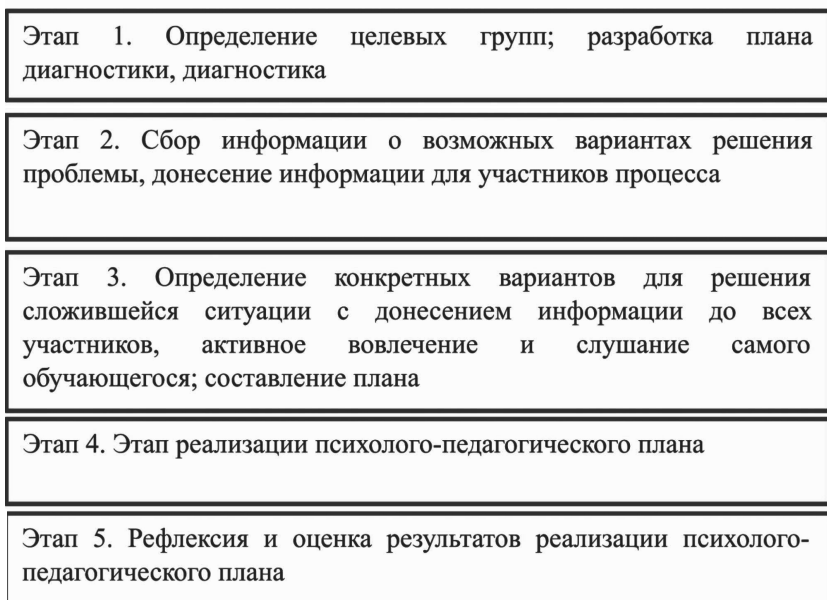 Этап 1. Определение целевых групп; разработка плана
диагностики, диагностика
Этап 2. Сбор информации о возможных вариантах решения
проблемы, донесение информации для участников процесса
Этап 3. Определение конкретных вариантов для решения
сложившейся ситуации с донесением информации до всех
участников, активное вовлечение и слушание самого
обучающегося; составление плана
Этап 4. Этап реализации психолого-педагогического плана
Этап 5. Рефлексия и оценка результатов реализации психолого-
педагогического плана